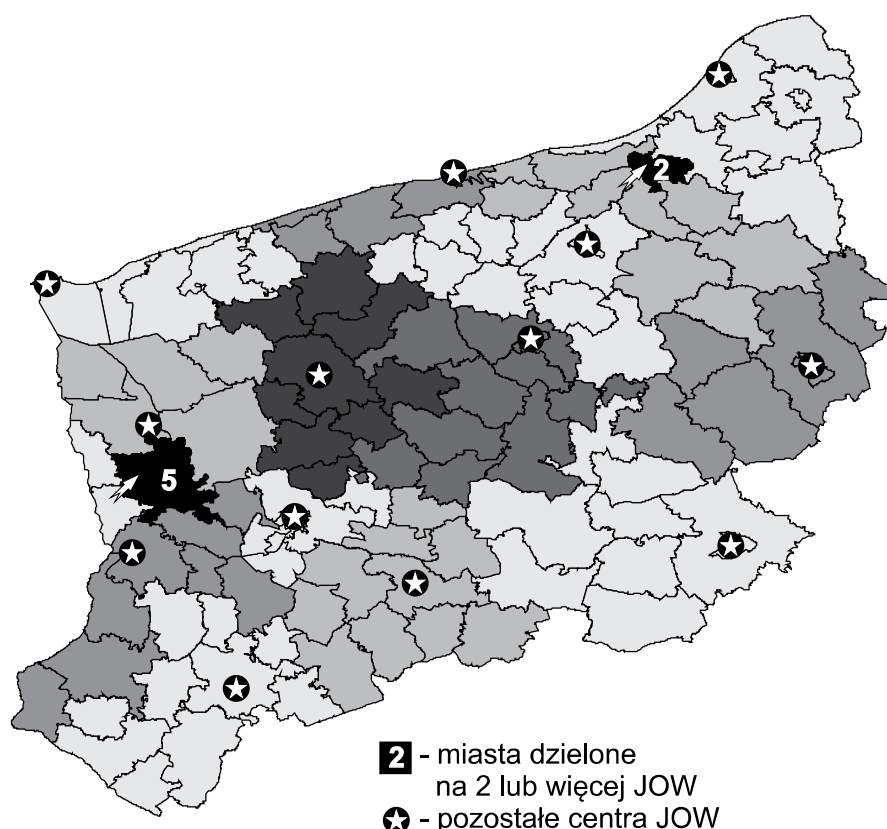 2
5
2 - miasta dzielone
na 2 lub więcej JOW
- pozostałe centra JOW